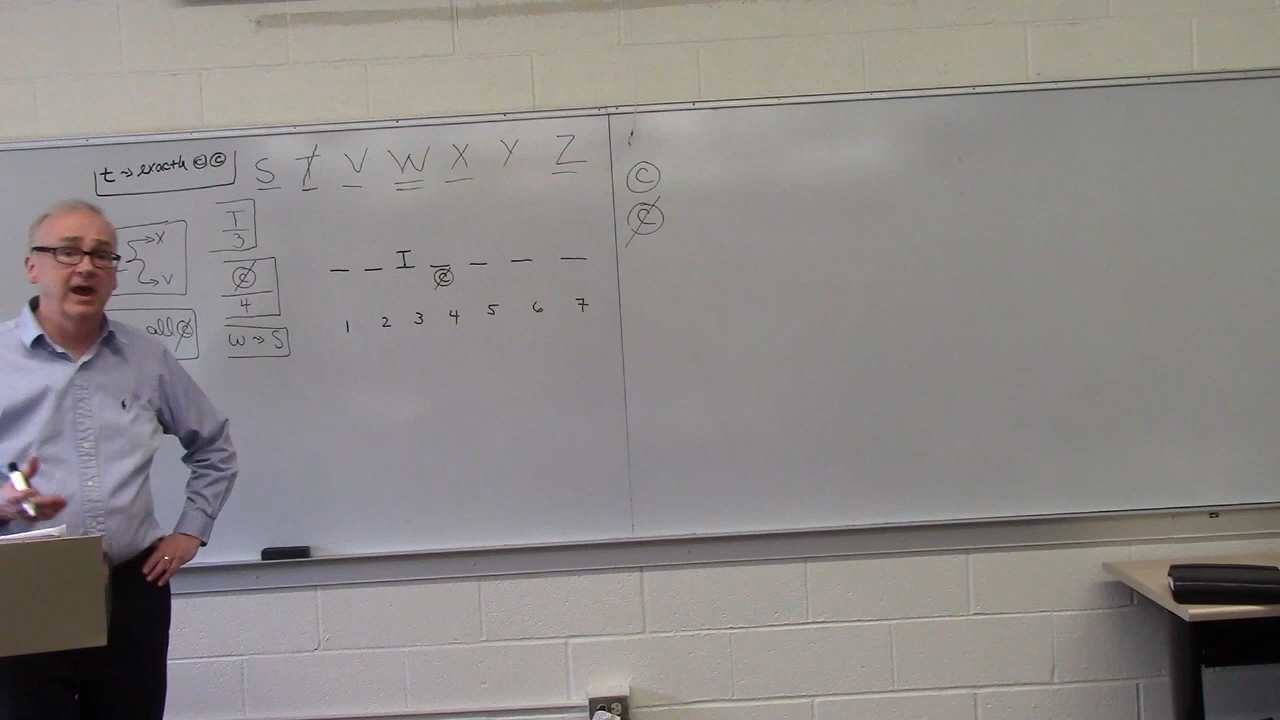 t → exactly © ©
S T V W X Y Z
T
3
→X
→V
¢
4
all ¢
W → S
_ _ T _ _ _ _
¢
1 2 3 4 5 6 7
C
¢